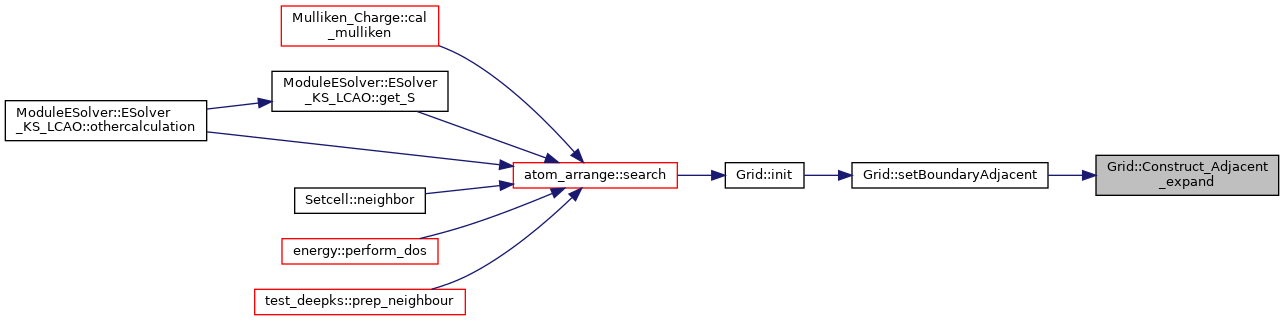 Mulliken_Charge::cal
_mulliken
ModuleESolver::ESolver
_KS_LCAO::get_S
ModuleESolver::ESolver
_KS_LCAO::othercalculation
atom_arrange::search
Grid::init
Grid::setBoundaryAdjacent
Grid::Construct_Adjacent
_expand
Setcell::neighbor
energy::perform_dos
test_deepks::prep_neighbour